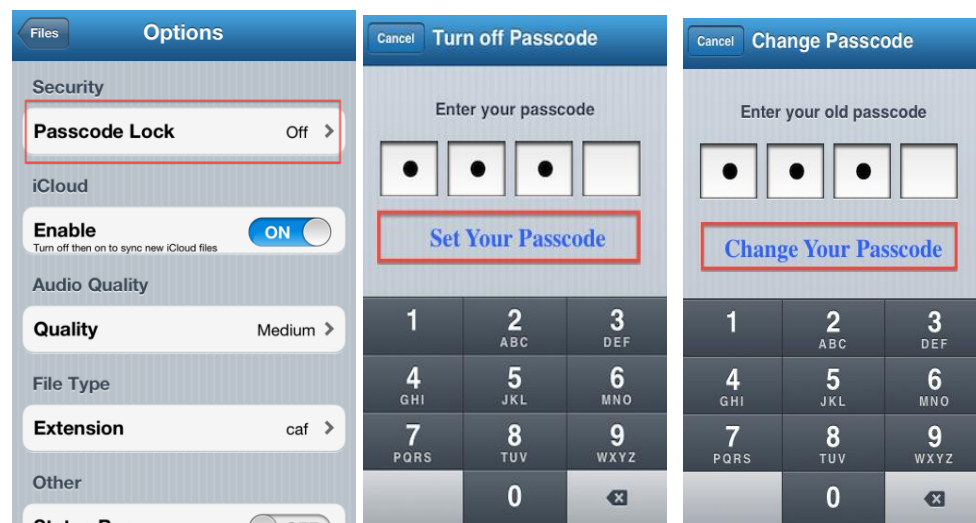 Files
Options
Security
Passcode Lock Off
iCloud
Enable ON
Turn off then on to sync new iCloud files
Audio Quality
Quality Medium
File Type
Extension caf
Other
Cancel Turn off Passcode
Enter your passcode
Set Your Passcode
1 2 3
ABC DEF
4 5 6
GHI JKL MNO
7 8 9
PQRS TUV WXYZ
0
Cancel Change Passcode
Enter your old passcode
Change Your Passcode
1 2 3
ABC DEF
4 5 6
GHI JKL MNO
7 8 9
PQRS TUV WXYZ
0